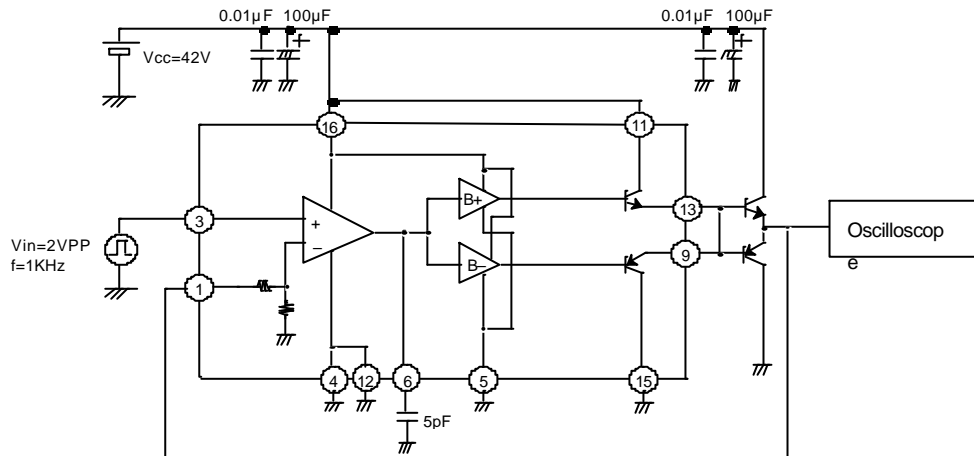 0.01µF 100µF
0.01µF 100µF
+
+
Vcc=42V
16
11
B+
3
+
13
Vin=2VPP
f=1KHz
−
B−
9
Oscilloscop
e
1
4
12
6
5
15
5pF